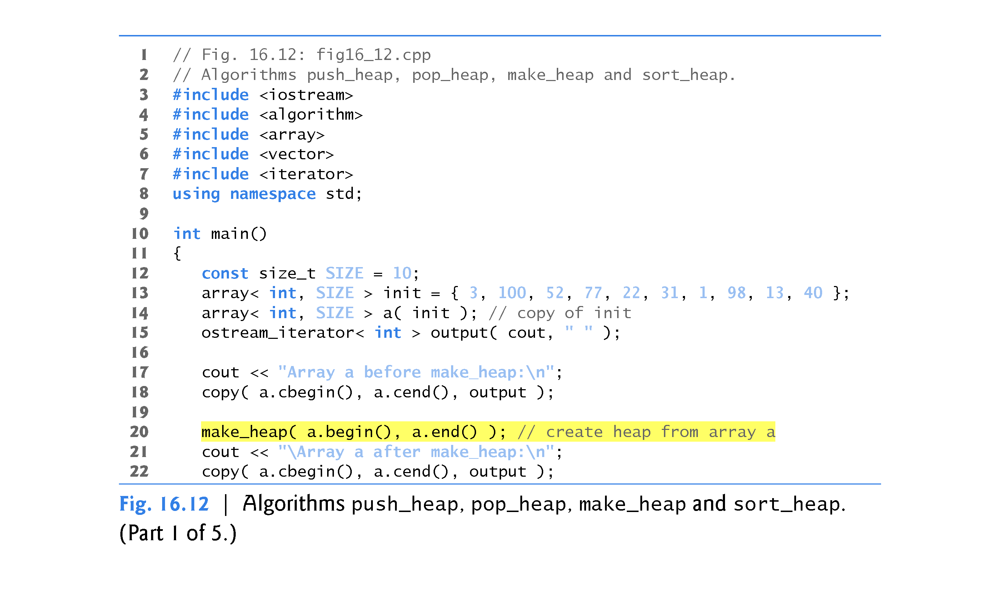 1 // Fig. 16.12: fig16_12.cpp
2 // Algorithms push_heap, pop_heap, make_heap and sort_heap.
3 #include <iostream>
4 #include <algorithm>
5 #include <array>
6 #include <vector>
7 #include <iterator>
8 using namespace std;
9
10 int main()
11 {
12 const size_t SIZE = 10;
13 array< int, SIZE > init = { 3, 100, 52, 77, 22, 31, 1, 98, 13, 40 };
14 array< int, SIZE > a( init ); // copy of init
15 ostream_iterator< int > output( cout, " " );
16
17 cout << "Array a before make_heap:\n";
18 copy( a.cbegin(), a.cend(), output );
19
20 make_heap( a.begin(), a.end() ); // create heap from array a
21 cout << "\Array a after make_heap:\n";
22 copy( a.cbegin(), a.cend(), output );
Fig. 16.12 | Algorithms push_heap, pop_heap, make_heap and sort_heap.
(Part 1 of 5.)